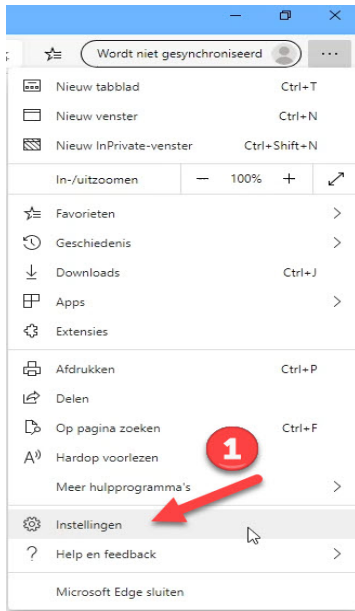 Wordt niet gesynchroniseerd
Nieuw tabblad Ctrl+T
Nieuw venster Ctrl+N
Nieuw InPrivate-venster Ctrl+Shift+N
In-/uitzoomen — 100% +
Favorieten
Geschiedenis
Downloads Ctrl+J
Apps
Extensies
Afdrukken Ctrl+P
Delen
Op pagina zoeken Ctrl+F
Hardop voorlezen
1
Meer hulpprogramma's
Instellingen
Help en feedback
Microsoft Edge sluiten